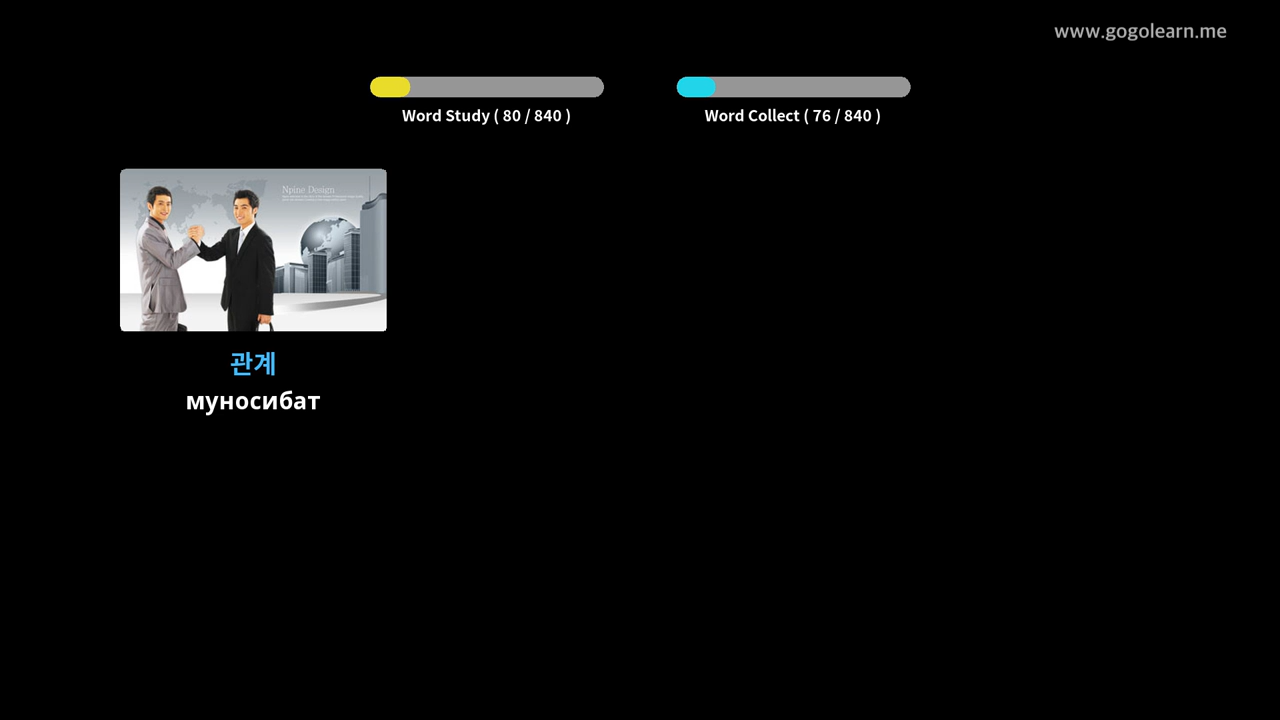 www.gogolearn.me
Word Study ( 80 / 840 )
Word Collect ( 76 / 840 )
Npine Design
관계
муносибат